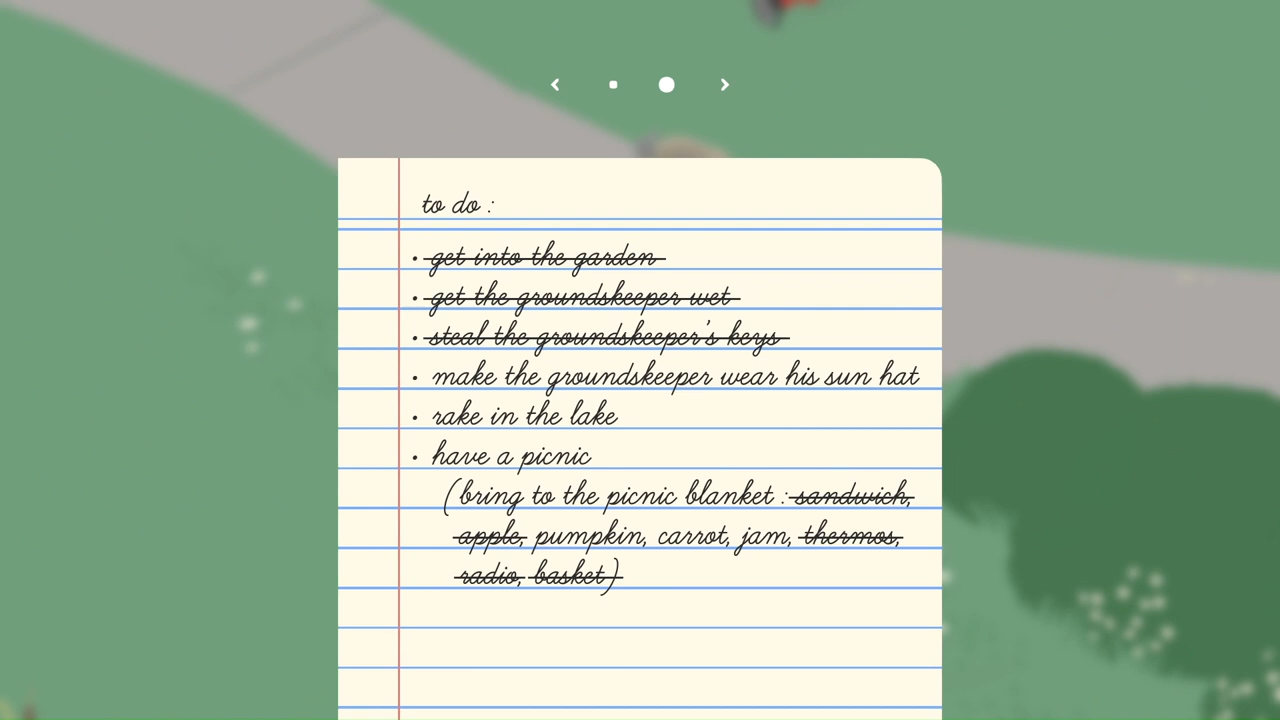 to do :
• get into the garden
• get the groundskeeper wet
• steal the groundskeeper's keys
• make the groundskeeper wear his sun hat
• rake in the lake
• have a picnic
(bring to the picnic blanket : sandwich,
apple, pumpkin, carrot, jam, thermos,
radio, basket)